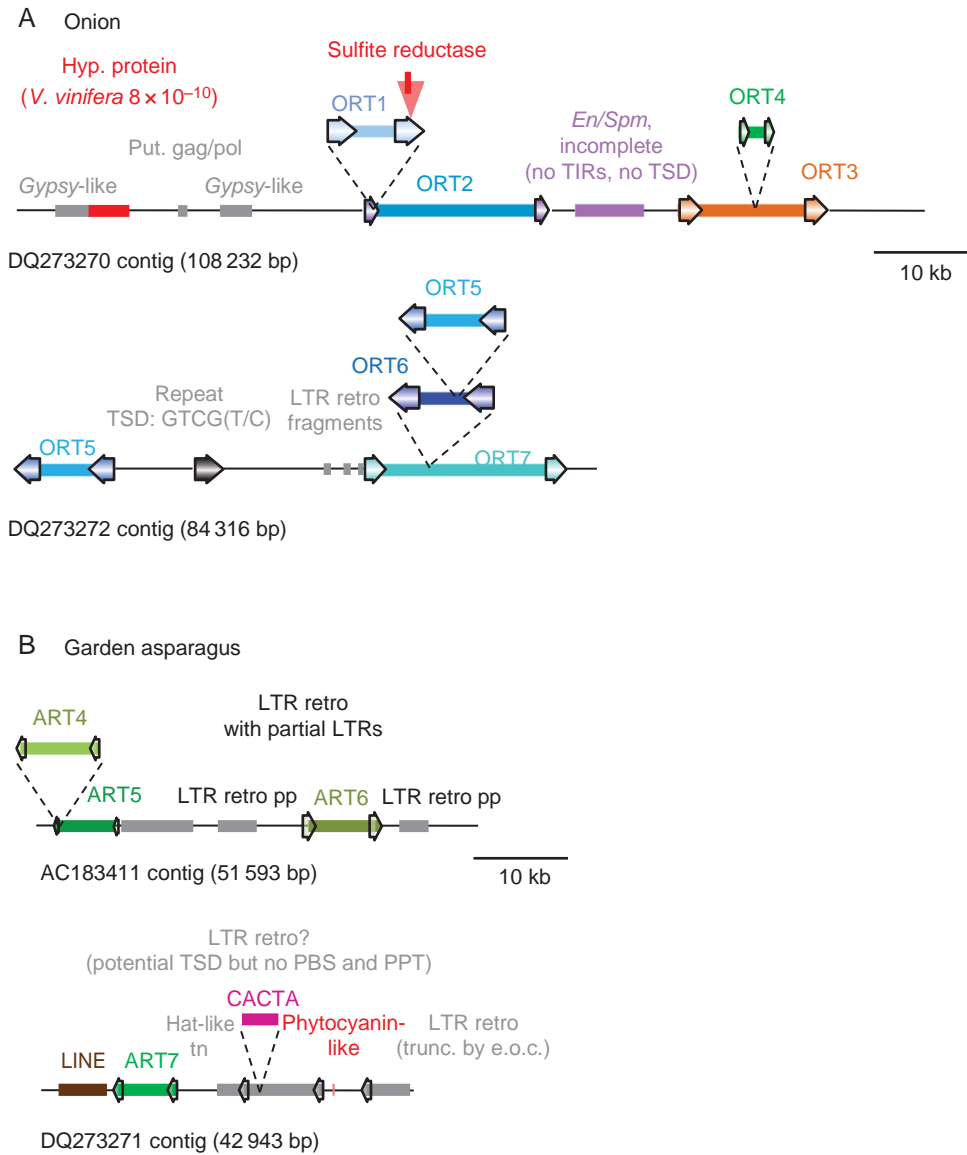 A Onion
Sulfite reductase
Hyp. protein
(V. vinifera 8 × 10⁻¹⁰)
ORT1
ORT4
Put. gag/pol
En/Spm,
incomplete
(no TIRs, no TSD)
Gypsy-like
Gypsy-like
ORT2
ORT3
DQ273270 contig (108 232 bp)
10 kb
ORT5
ORT6
Repeat
TSD: GTCG(T/C)
LTR retro
fragments
ORT5
ORT7
DQ273272 contig (84 316 bp)
B Garden asparagus
LTR retro
with partial LTRs
ART4
ART5
LTR retro pp
ART6
LTR retro pp
AC183411 contig (51 593 bp)
10 kb
LTR retro?
(potential TSD but no PBS and PPT)
CACTA
Hat-like
tn
Phytocyanin-
like
LTR retro
(trunc. by e.o.c.)
LINE
ART7
DQ273271 contig (42 943 bp)